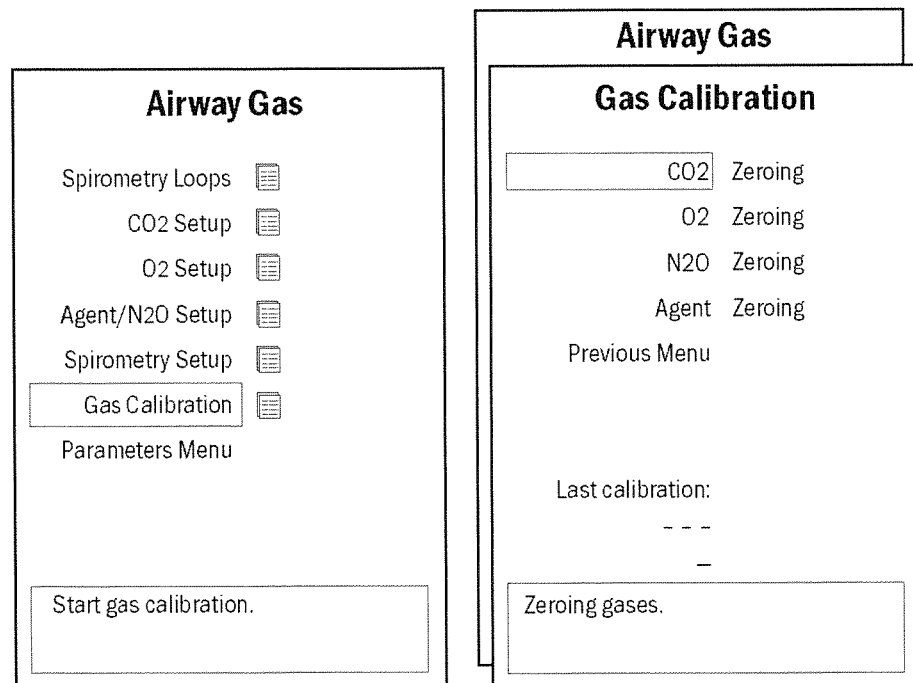 Airway Gas
Spirometry Loops
CO2 Setup
O2 Setup
Agent/N2O Setup
Spirometry Setup
Gas Calibration
Parameters Menu
Start gas calibration.
Airway Gas
Gas Calibration
CO2 Zeroing
O2 Zeroing
N2O Zeroing
Agent Zeroing
Previous Menu
Last calibration:
- - -
–
Zeroing gases.